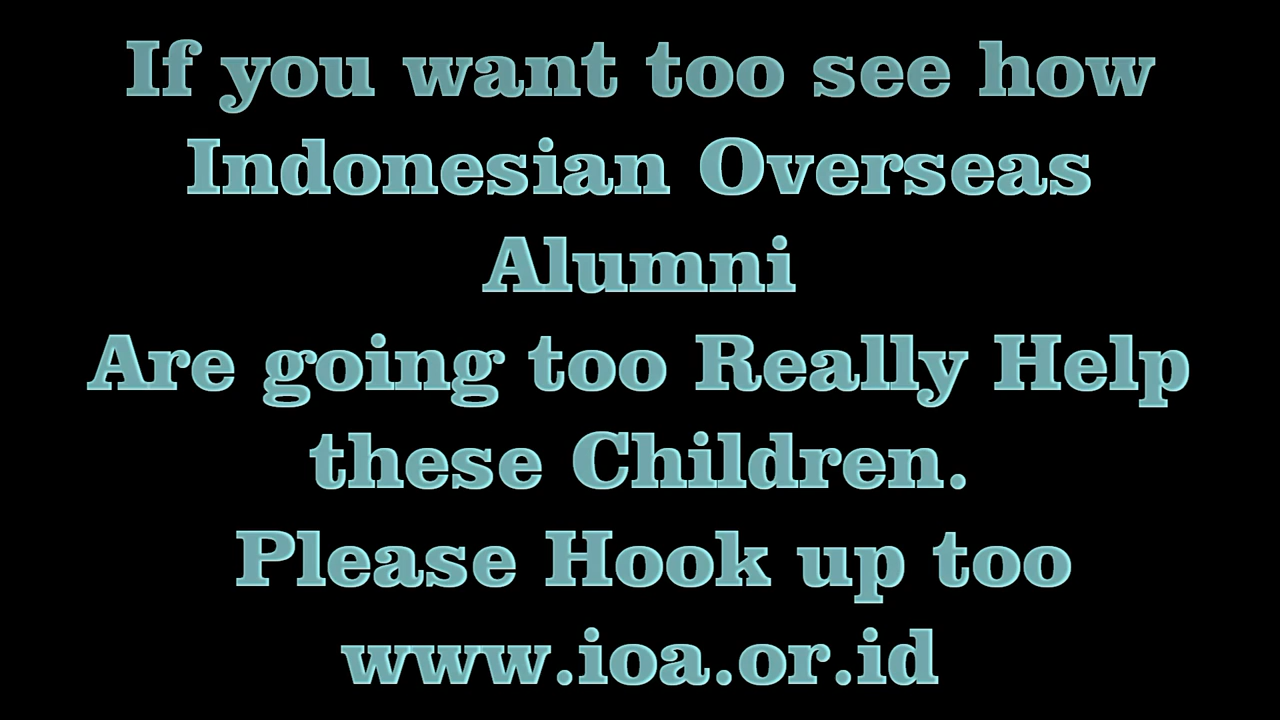 If you want too see how
Indonesian Overseas
Alumni
Are going too Really Help
these Children.
Please Hook up too
www.ioa.or.id